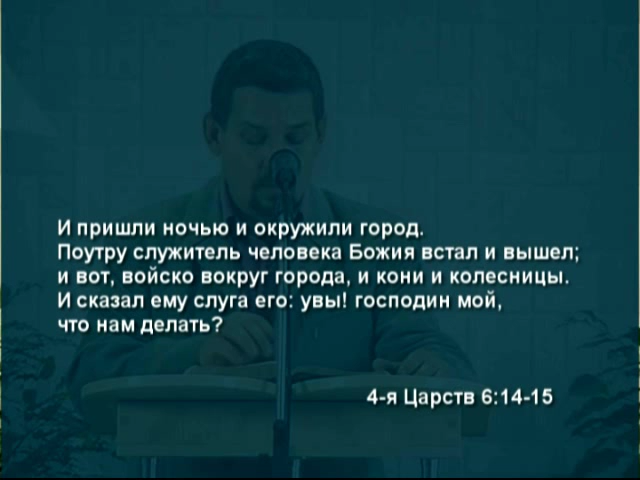 И пришли ночью и окружили город.
Поутру служитель человека Божия встал и вышел;
и вот, войско вокруг города, и кони и колесницы.
И сказал ему слуга его: увы! господин мой,
что нам делать?
4-я Царств 6:14-15